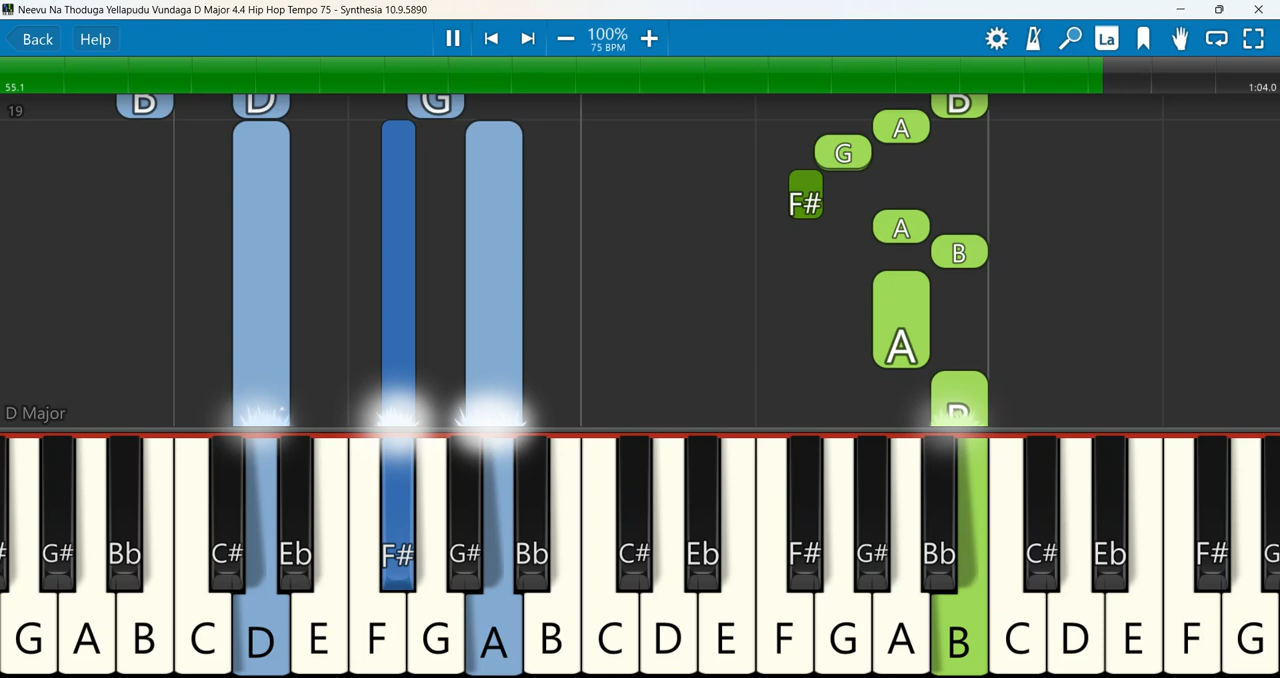 Neevu Na Thoduga Yellapudu Vundaga D Major 4.4 Hip Hop Tempo 75 - Synthesia 10.9.5890
Back Help 100% La
75 BPM
55.1 1:04.0
19 B D G B
A
G
F#
A
B
A
D Major B
G# Bb C# Eb F# G# Bb C# Eb F# G# Bb C# Eb F# G
G A B C D E F G A B C D E F G A B C D E F G